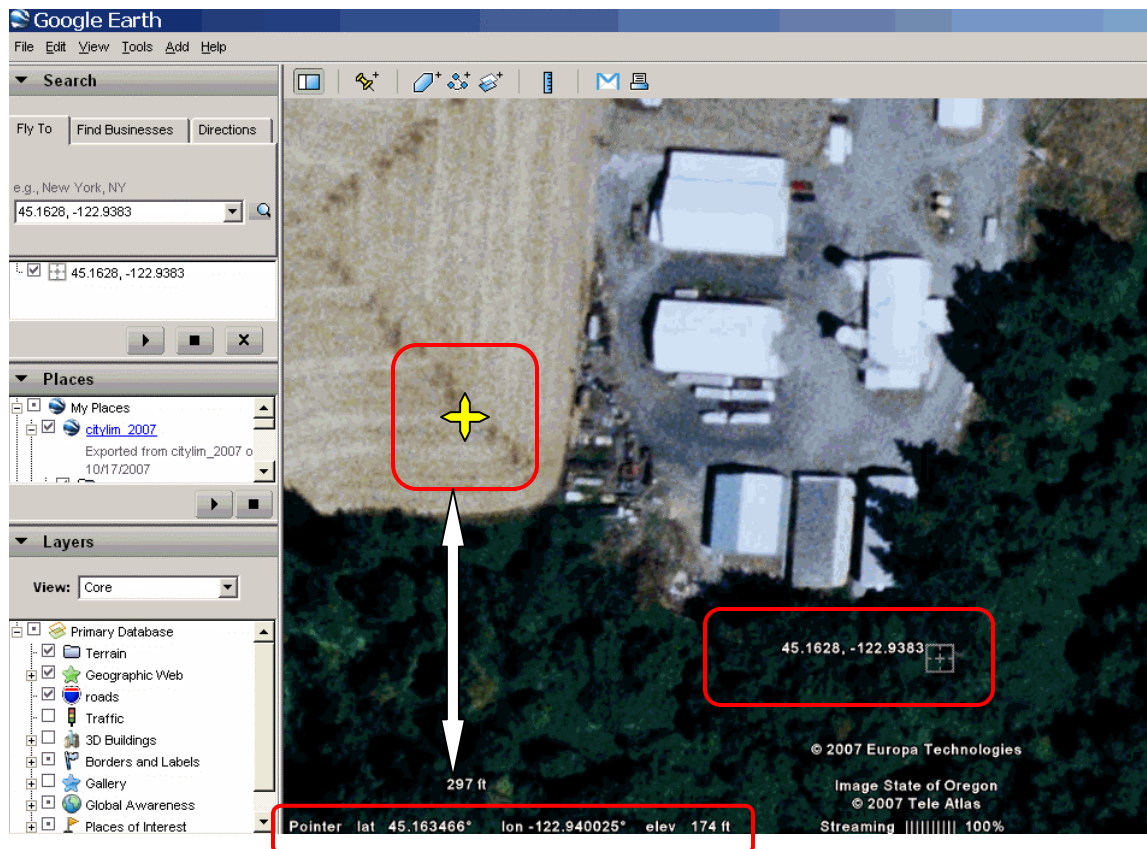 Google Earth
File Edit View Tools Add Help
Search
Fly To Find Businesses Directions
e.g., New York, NY
45.1628, -122.9383
45.1628, -122.9383
Places
My Places
citylim_2007
Exported from citylim_2007 o
10/17/2007
Layers
View: Core
Primary Database
Terrain
Geographic Web
roads
Traffic
3D Buildings
Borders and Labels
Gallery
Global Awareness
Places of Interest
45.1628, -122.9383
© 2007 Europa Technologies
297 ft
Image State of Oregon
© 2007 Tele Atlas
Pointer lat 45.163466° lon -122.940025° elev 174 ft Streaming |||||||||| 100%